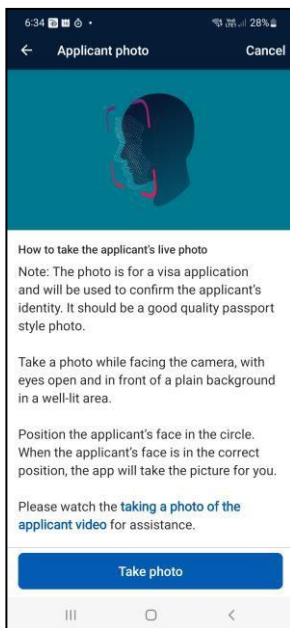 6:34
28%
Applicant photo Cancel
How to take the applicant's live photo
Note: The photo is for a visa application
and will be used to confirm the applicant's
identity. It should be a good quality passport
style photo.
Take a photo while facing the camera, with
eyes open and in front of a plain background
in a well-lit area.
Position the applicant's face in the circle.
When the applicant's face is in the correct
position, the app will take the picture for you.
Please watch the taking a photo of the
applicant video for assistance.
Take photo